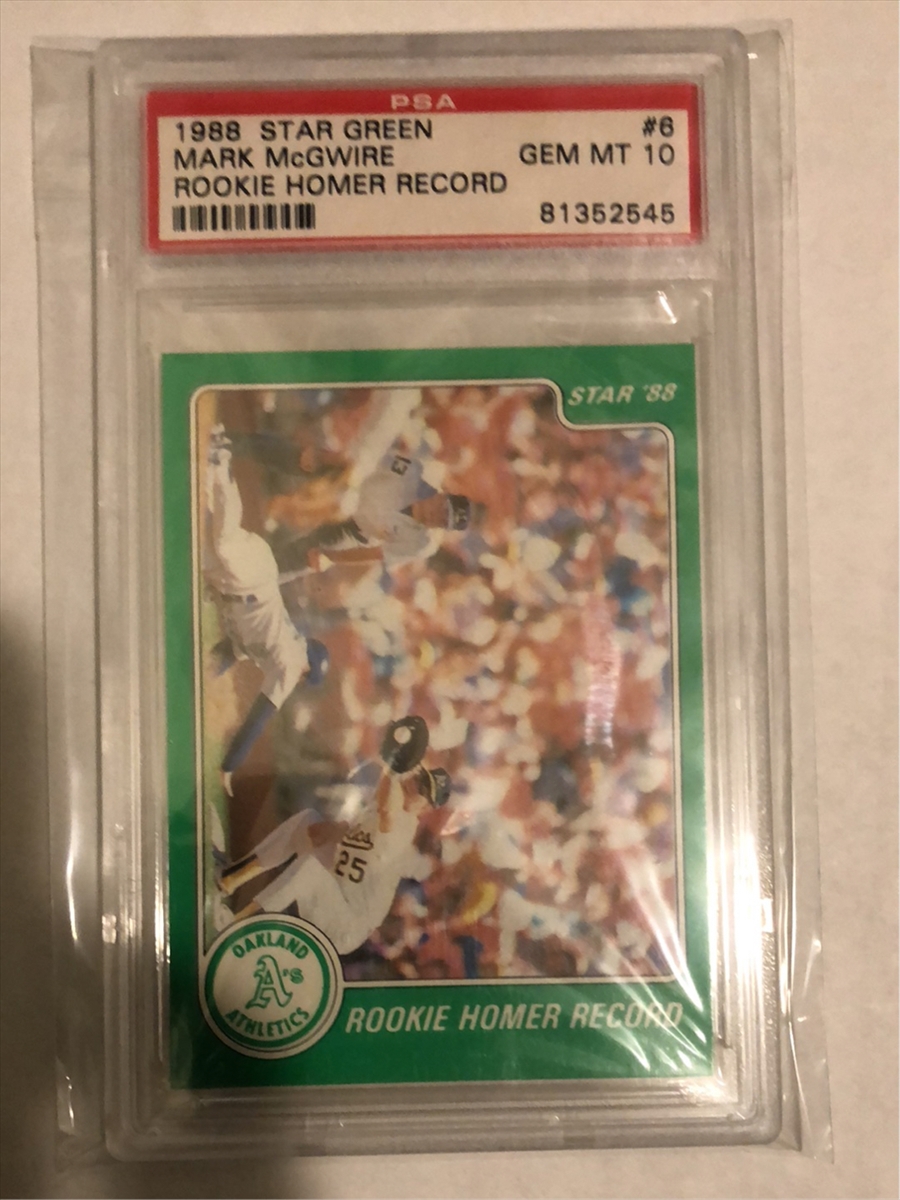 PSA
1988 STAR GREEN #6
MARK McGWIRE GEM MT 10
ROOKIE HOMER RECORD
81352545
STAR '88
13
25
OAKLAND
A's
ATHLETICS
ROOKIE HOMER RECORD